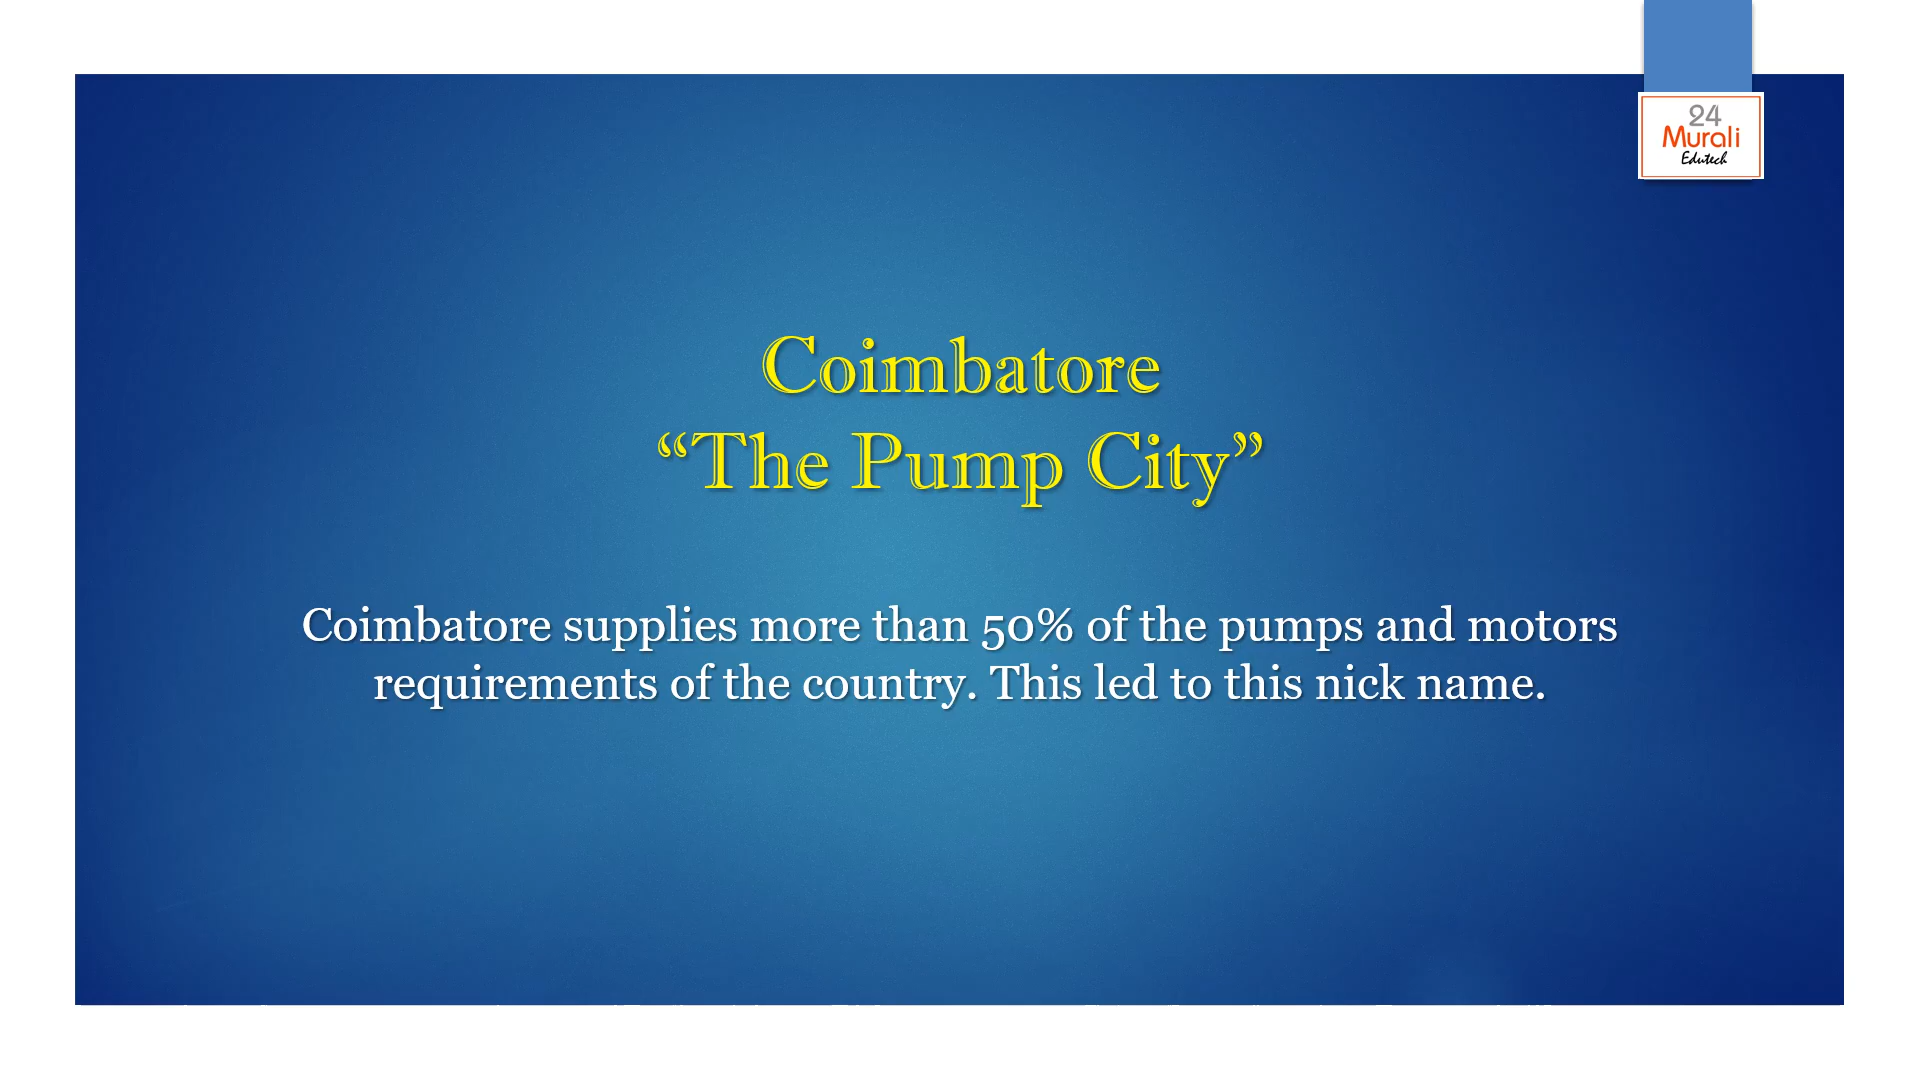 24
Murali
Edutech
Coimbatore
“The Pump City”
Coimbatore supplies more than 50% of the pumps and motors
requirements of the country. This led to this nick name.